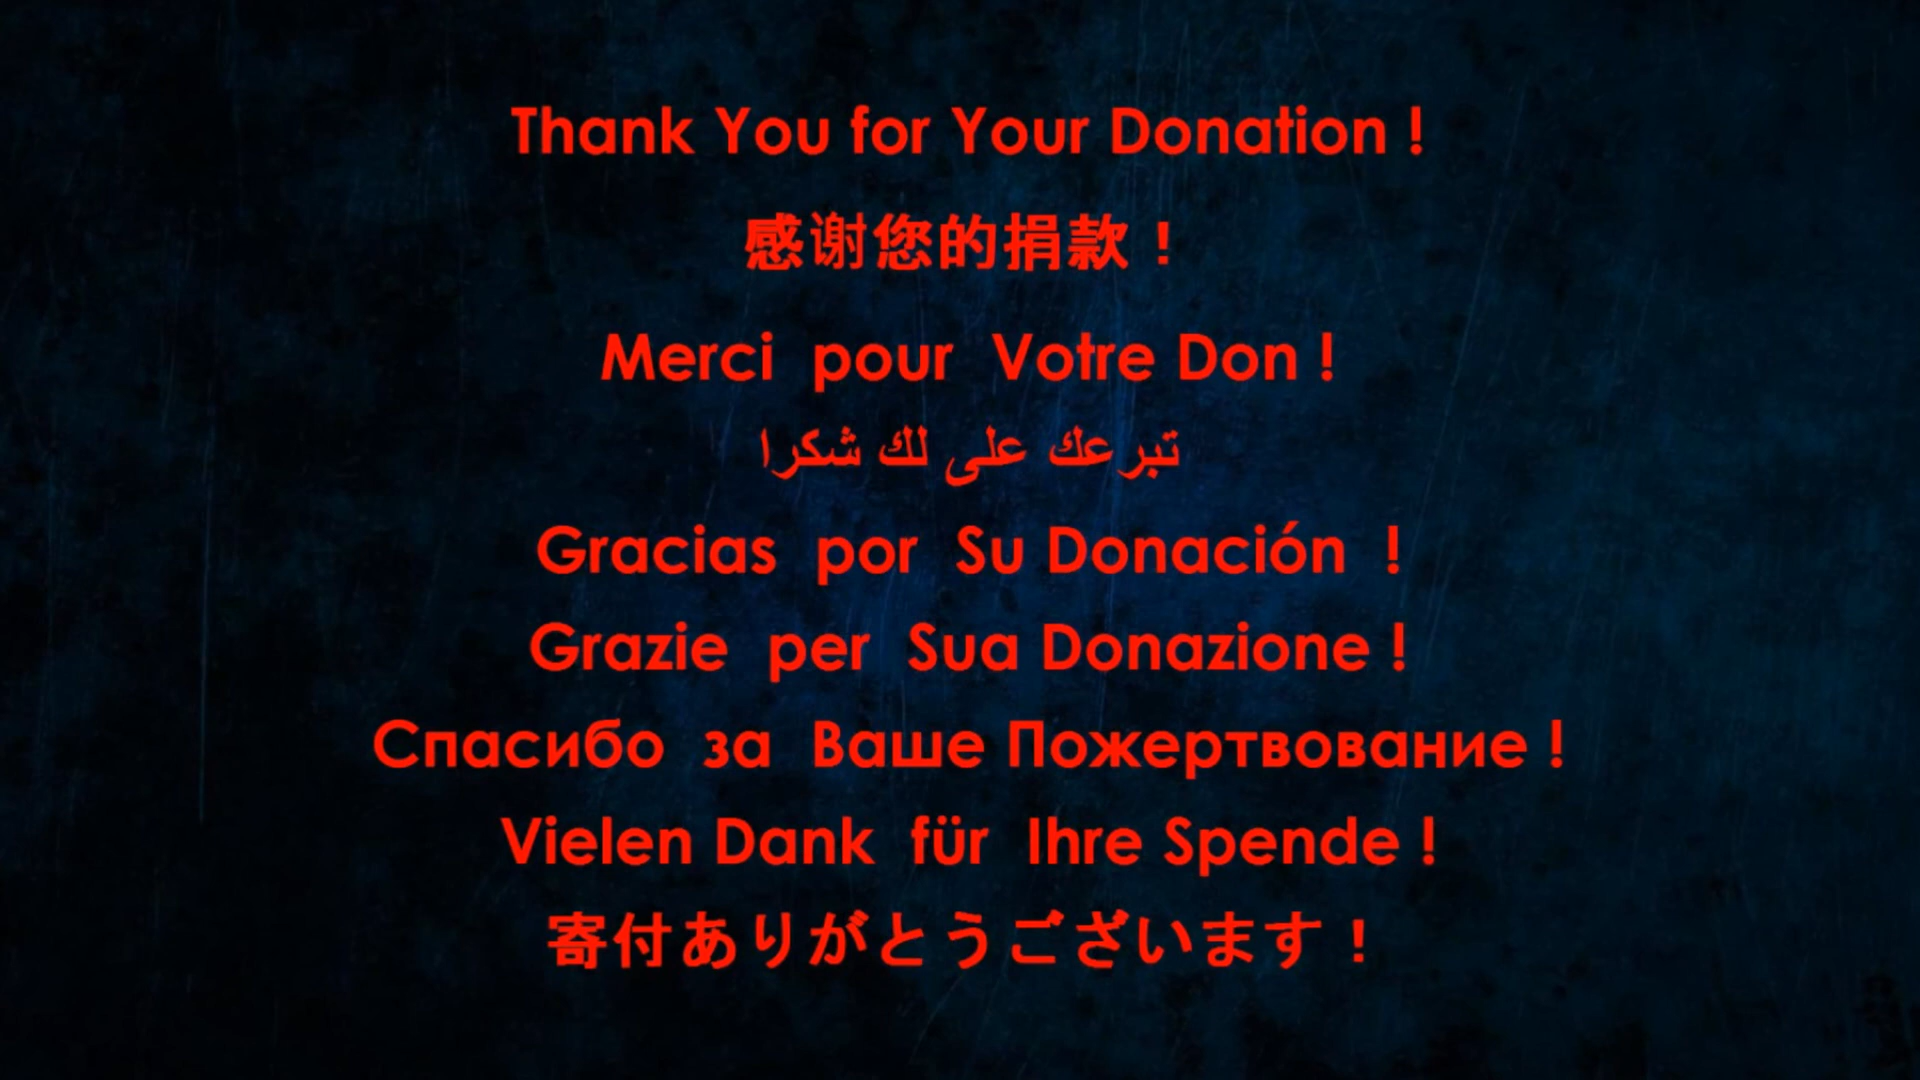 Thank You for Your Donation !
感谢您的捐款 !
Merci pour Votre Don !
تبرعك على لك شكرا
Gracias por Su Donación !
Grazie per Sua Donazione !
Спасибо за Ваше Пожертвование !
Vielen Dank für Ihre Spende !
寄付ありがとうございます !